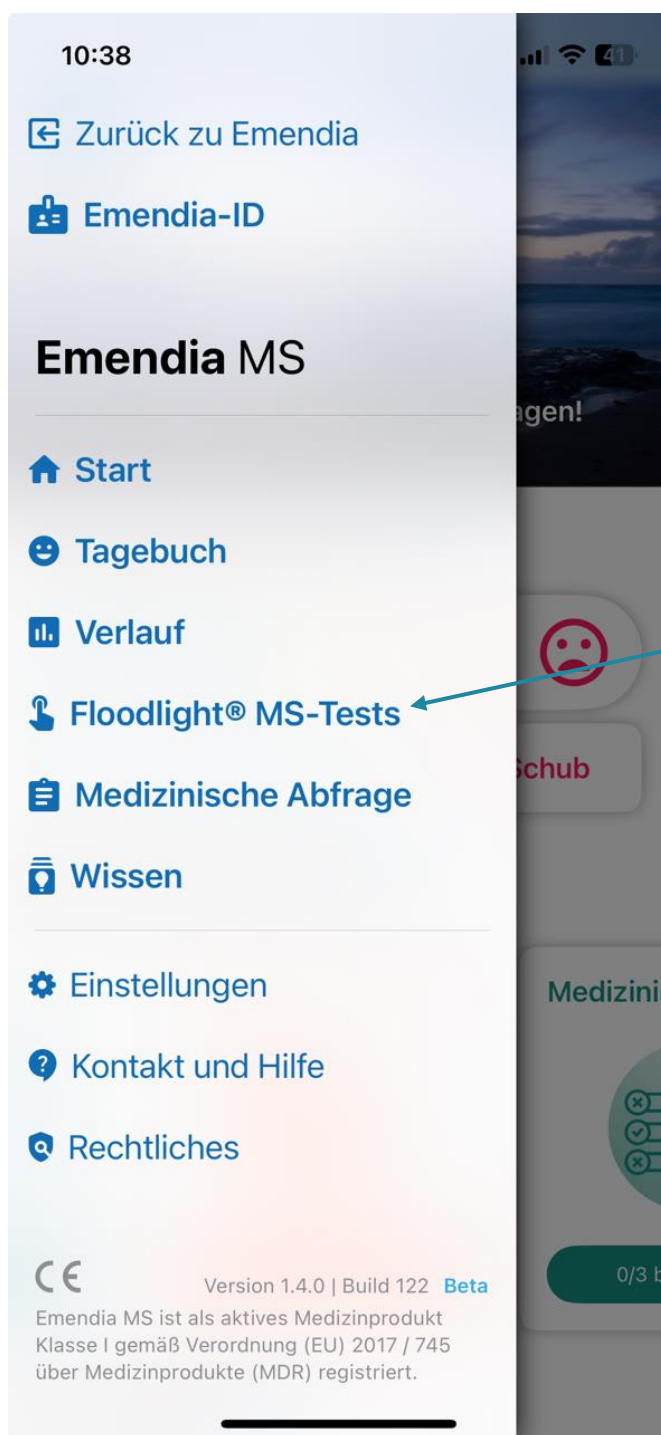 10:38
41
Zurück zu Emendia
Emendia-ID
Emendia MS
agen!
Start
Tagebuch
Verlauf
Floodlight® MS-Tests
Schub
Medizinische Abfrage
Wissen
Einstellungen
Medizini
Kontakt und Hilfe
Rechtliches
0/3 b
CE
Version 1.4.0 | Build 122 Beta
Emendia MS ist als aktives Medizinprodukt
Klasse I gemäß Verordnung (EU) 2017 / 745
über Medizinprodukte (MDR) registriert.